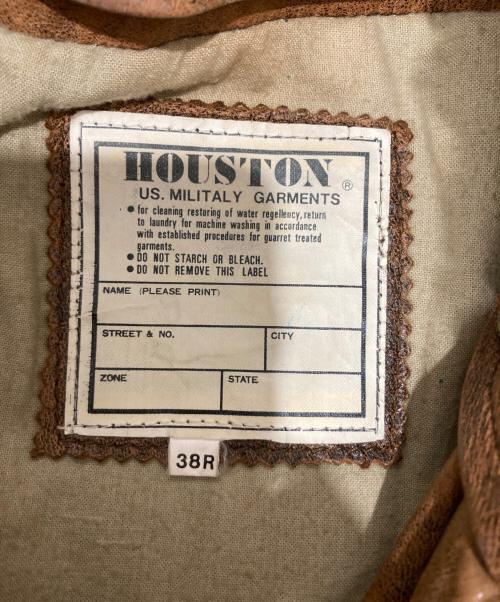 HOUSTON ®
US. MILITALY GARMENTS
● for cleaning restoring of water regellency, return
to laundry for machine washing in accordance
with established procedures for guarret treated
garments.
● DO NOT STARCH OR BLEACH.
● DO NOT REMOVE THIS LABEL
NAME (PLEASE PRINT)
STREET & NO. CITY
ZONE STATE
38R